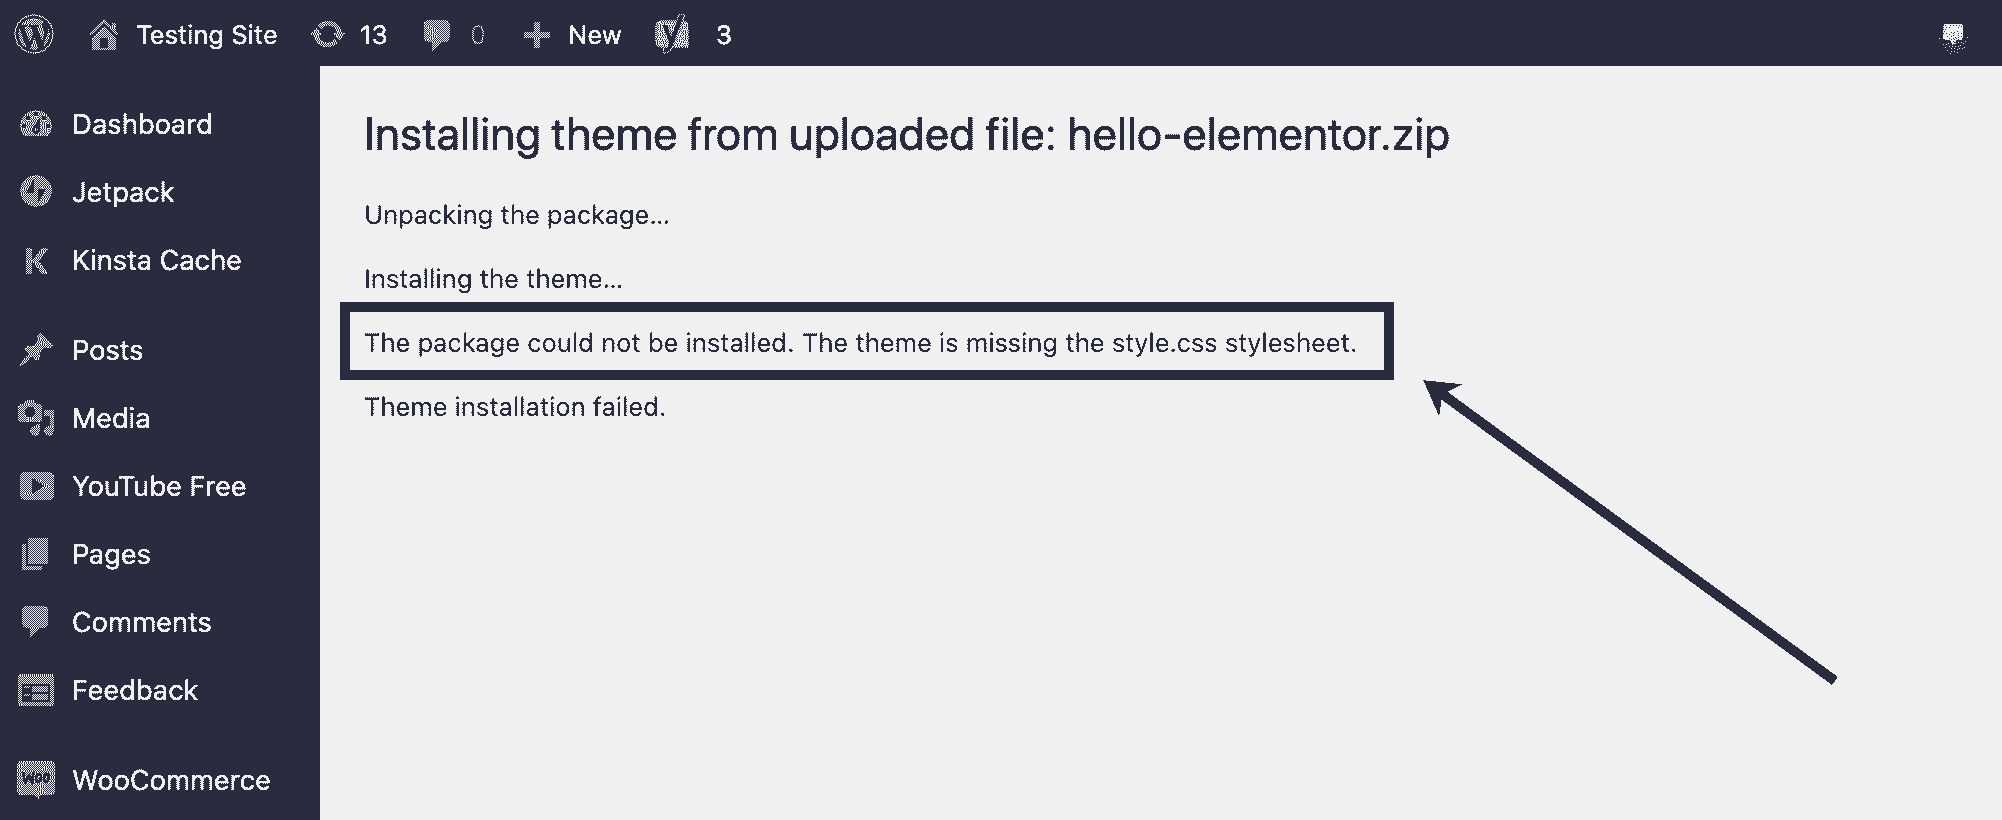 Testing Site 13 0 New 3
Dashboard
Jetpack
Kinsta Cache
Posts
Media
YouTube Free
Pages
Comments
Feedback
WOO WooCommerce
Installing theme from uploaded file: hello-elementor.zip
Unpacking the package...
Installing the theme...
The package could not be installed. The theme is missing the style.css stylesheet.
Theme installation failed.